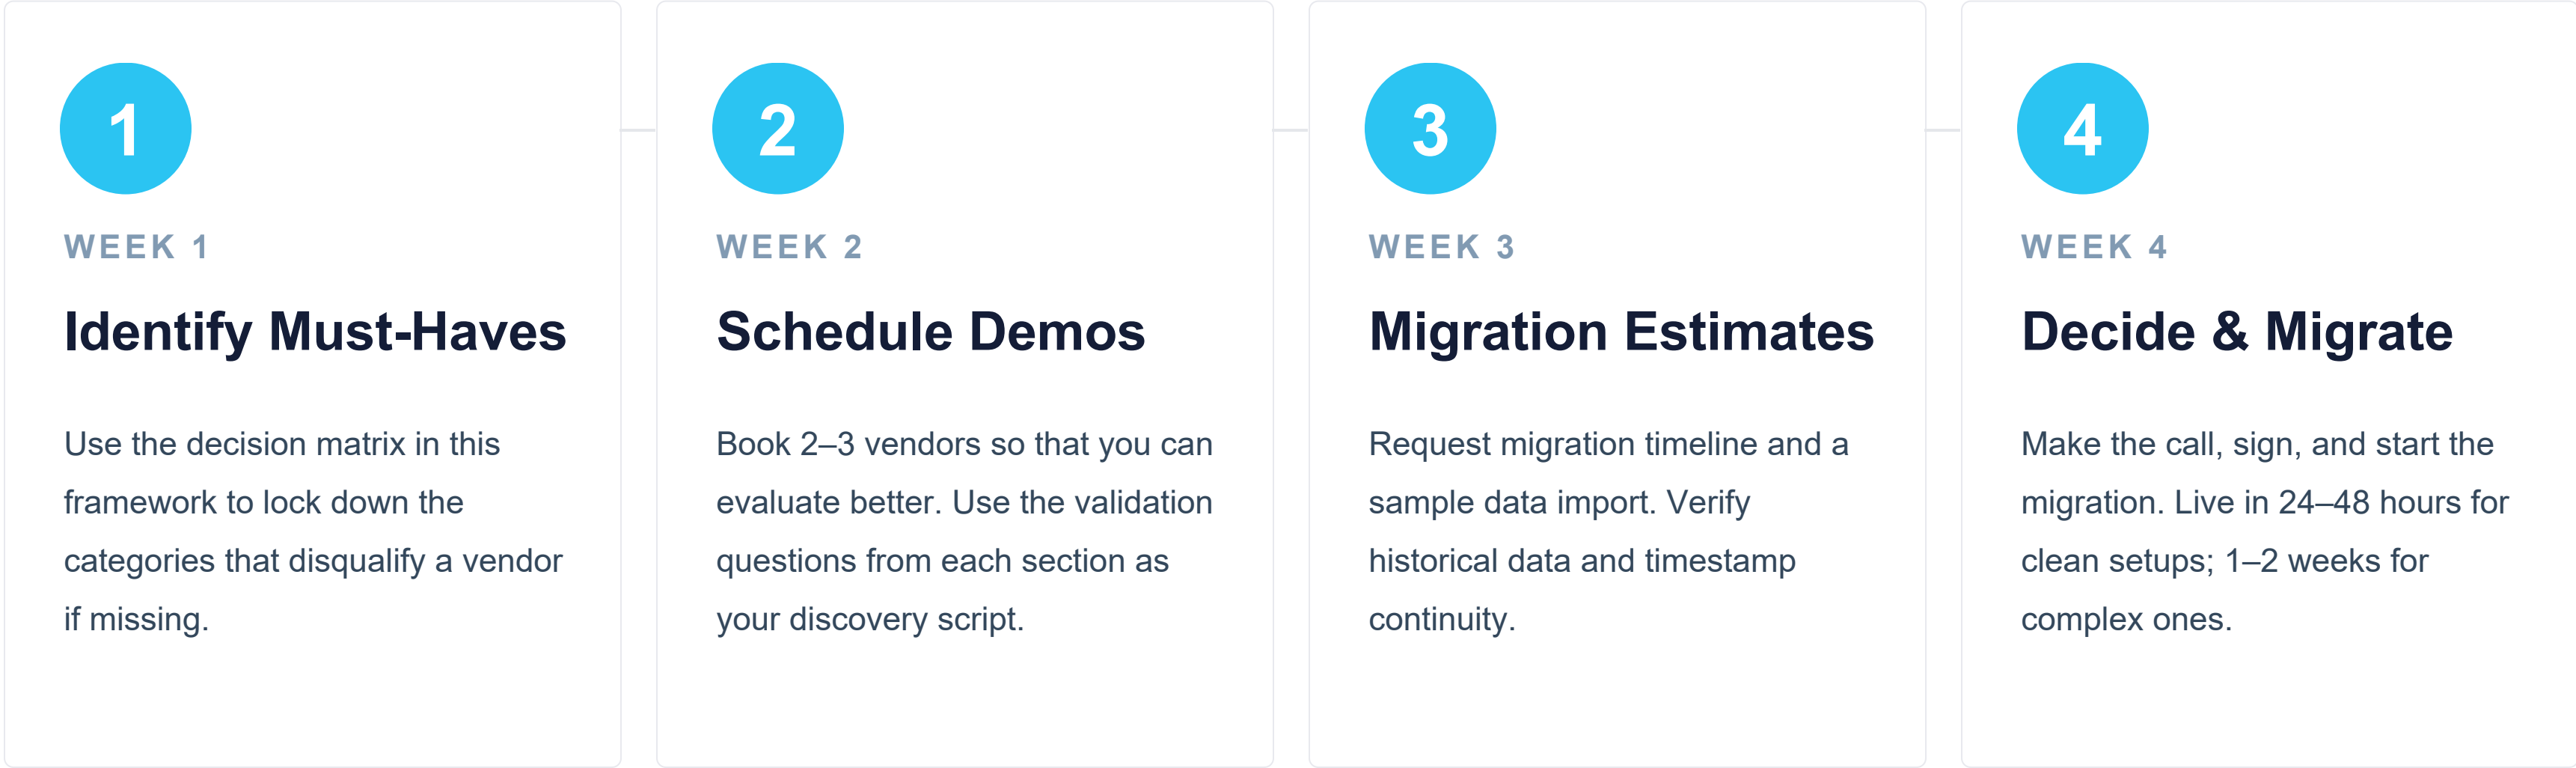 1
WEEK 1
Identify Must-Haves
Use the decision matrix in this
framework to lock down the
categories that disqualify a vendor
if missing.
2
WEEK 2
Schedule Demos
Book 2–3 vendors so that you can
evaluate better. Use the validation
questions from each section as
your discovery script.
3
WEEK 3
Migration Estimates
Request migration timeline and a
sample data import. Verify
historical data and timestamp
continuity.
4
WEEK 4
Decide & Migrate
Make the call, sign, and start the
migration. Live in 24–48 hours for
clean setups; 1–2 weeks for
complex ones.